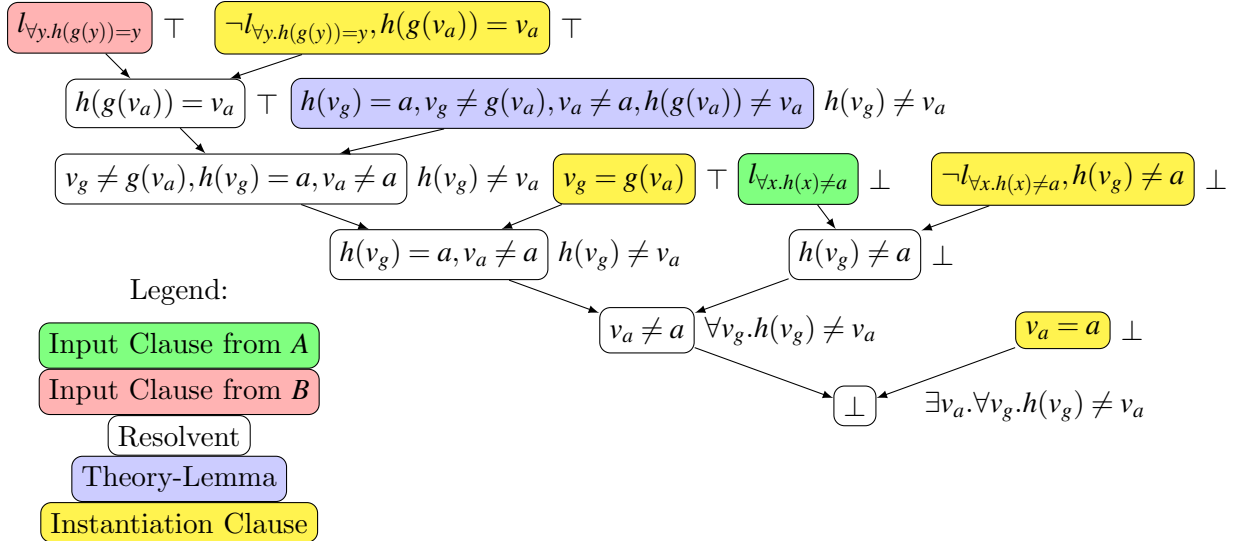 l_{∀y.h(g(y))=y} ⊤ ¬l_{∀y.h(g(y))=y}, h(g(v_a)) = v_a ⊤
h(g(v_a)) = v_a ⊤ h(v_g) = a, v_g ≠ g(v_a), v_a ≠ a, h(g(v_a)) ≠ v_a h(v_g) ≠ v_a
v_g ≠ g(v_a), h(v_g) = a, v_a ≠ a h(v_g) ≠ v_a v_g = g(v_a) ⊤ l_{∀x.h(x)≠a} ⊥ ¬l_{∀x.h(x)≠a}, h(v_g) ≠ a ⊥
h(v_g) = a, v_a ≠ a h(v_g) ≠ v_a h(v_g) ≠ a ⊥
v_a ≠ a ∀v_g.h(v_g) ≠ v_a v_a = a ⊥
⊥ ∃v_a.∀v_g.h(v_g) ≠ v_a
Legend:
Input Clause from A
Input Clause from B
Resolvent
Theory-Lemma
Instantiation Clause